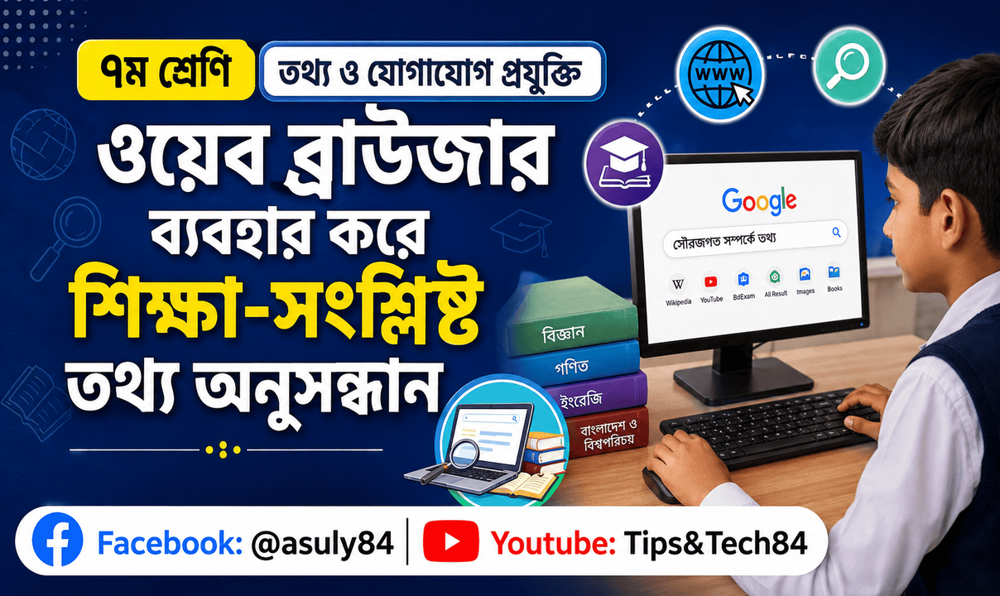 ৭ম শ্রেণি
তথ্য ও যোগাযোগ প্রযুক্তি
ওয়েব ব্রাউজার
ব্যবহার করে
শিক্ষা-সংশ্লিষ্ট
তথ্য অনুসন্ধান
www
Google
সৌরজগত সম্পর্কে তথ্য
W
Wikipedia
YouTube
BdExam
All Result
Images
Books
বিজ্ঞান
গণিত
ইংরেজি
বাংলাদেশ ও
বিশ্বপরিচয়
Facebook: @asuly84
Youtube: Tips&Tech84